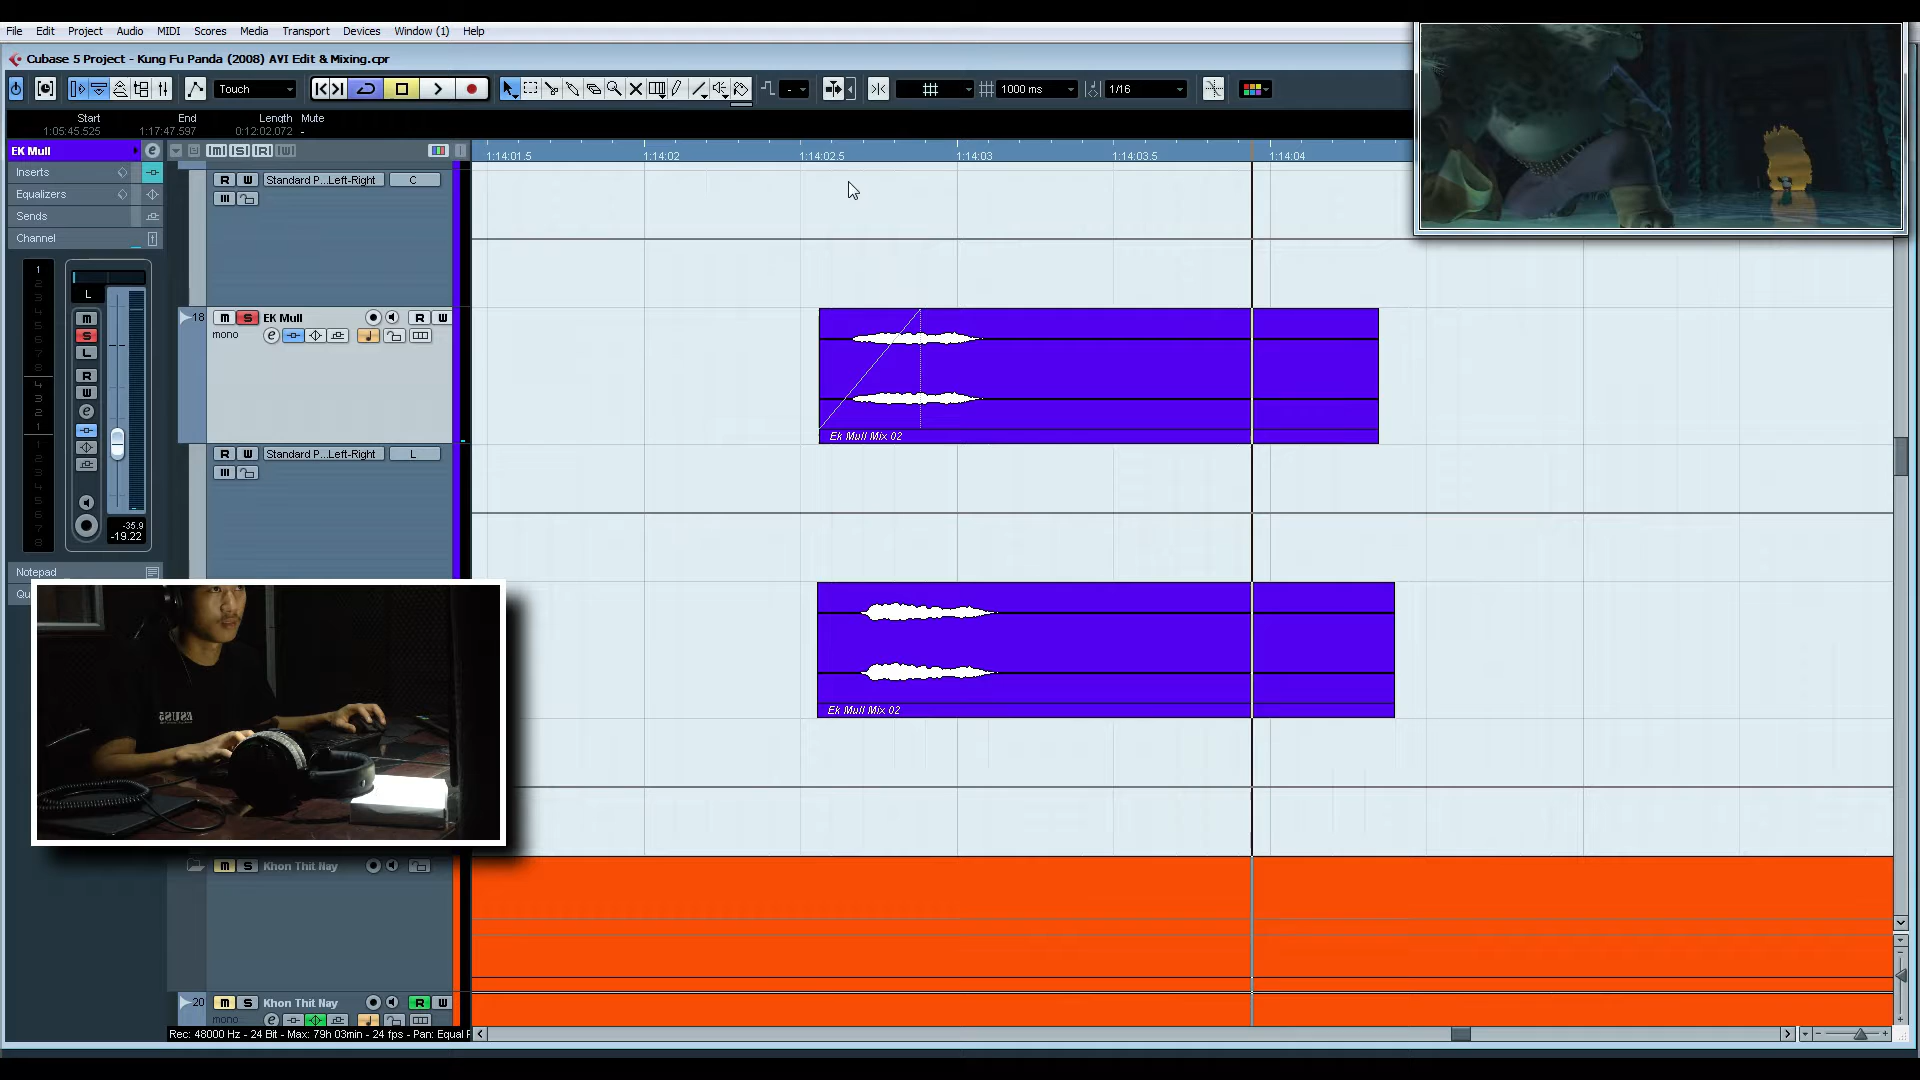 File Edit Project Audio MIDI Scores Media Transport Devices Window (1) Help
Cubase 5 Project - Kung Fu Panda (2008) AVI Edit & Mixing.cpr
Touch - 1000 ms 1/16
Start End Length Mute
1:05:45.525 1:17:47.597 0:12:02.072 -
EK Mull e [M] [S] [R] [W] 1:14:01.5 1:14:02 1:14:02.5 1:14:03 1:14:03.5 1:14:04
Inserts
Equalizers
Sends
Channel
R W Standard P...Left-Right C
1
L
M
S
L
R
W
e
-35.9
-19.22
18 M S EK Mull R W
mono e
Ek Mull Mix 02
R W Standard P...Left-Right L
Notepad
Qu
Ek Mull Mix 02
M S Khon Thit Nay
20 M S Khon Thit Nay R W
mono e
Rec: 48000 Hz - 24 Bit - Max: 79h 03min - 24 fps - Pan: Equal P